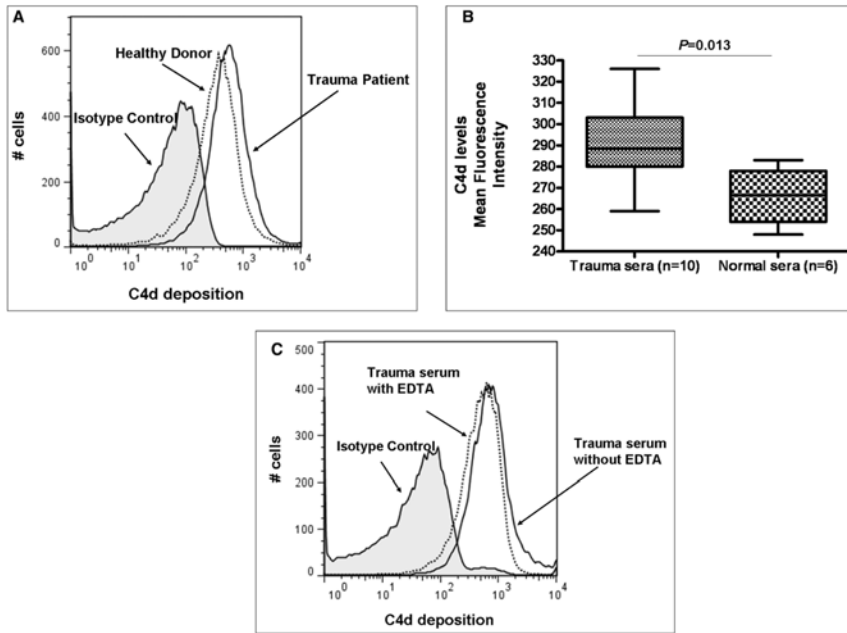 A
Healthy Donor
Trauma Patient
Isotype Control
# cells
600
400
200
0
10^0
10^1
10^2
10^3
10^4
C4d deposition
B
P=0.013
C4d levels
Mean Fluorescence
Intensity
330
320
310
300
290
280
270
260
250
240
Trauma sera (n=10)
Normal sera (n=6)
C
Trauma serum
with EDTA
Isotype Control
Trauma serum
without EDTA
# cells
500
400
300
200
100
0
10^0
10^1
10^2
10^3
10^4
C4d deposition